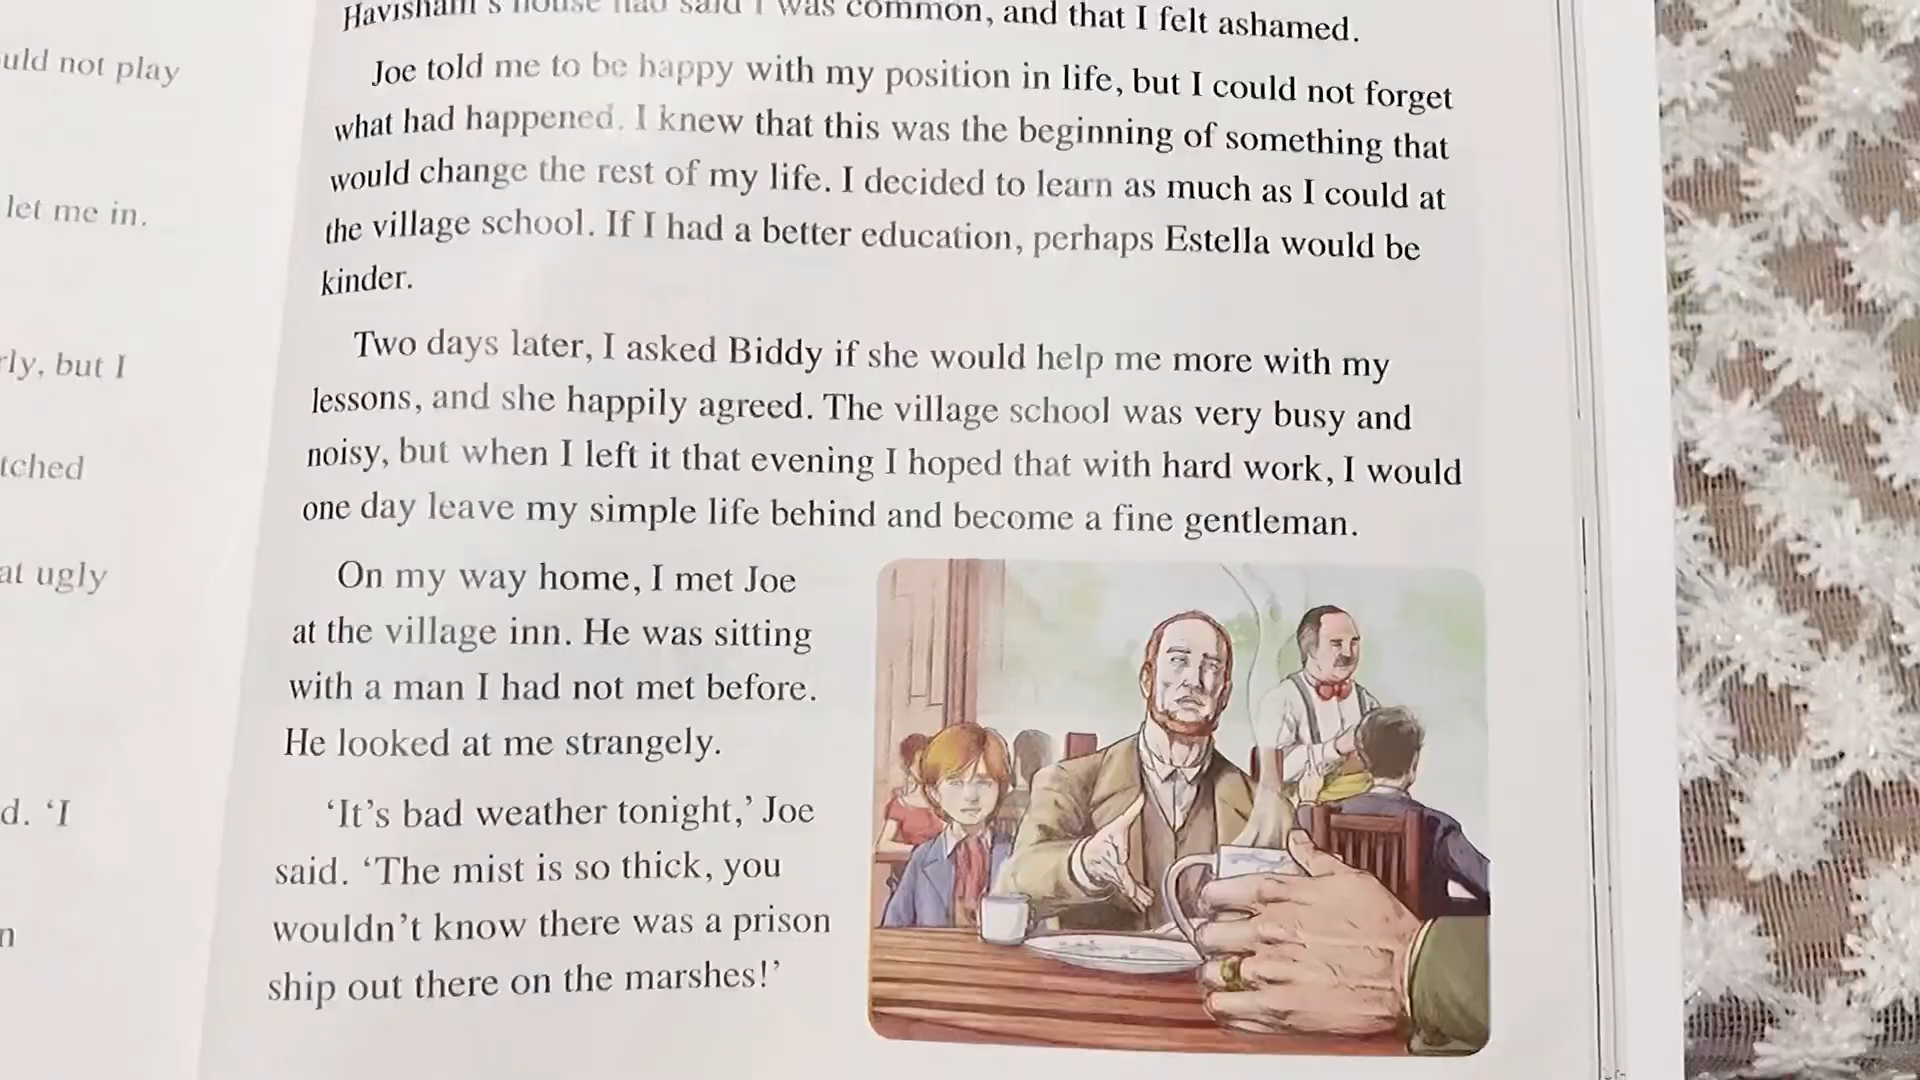 uld not play
let me in.
rly, but I
tched
at ugly
d. ‘I
n
Havisham’s house had said I was common, and that I felt ashamed.
Joe told me to be happy with my position in life, but I could not forget
what had happened. I knew that this was the beginning of something that
would change the rest of my life. I decided to learn as much as I could at
the village school. If I had a better education, perhaps Estella would be
kinder.
Two days later, I asked Biddy if she would help me more with my
lessons, and she happily agreed. The village school was very busy and
noisy, but when I left it that evening I hoped that with hard work, I would
one day leave my simple life behind and become a fine gentleman.
On my way home, I met Joe
at the village inn. He was sitting
with a man I had not met before.
He looked at me strangely.
‘It’s bad weather tonight,’ Joe
said. ‘The mist is so thick, you
wouldn’t know there was a prison
ship out there on the marshes!’